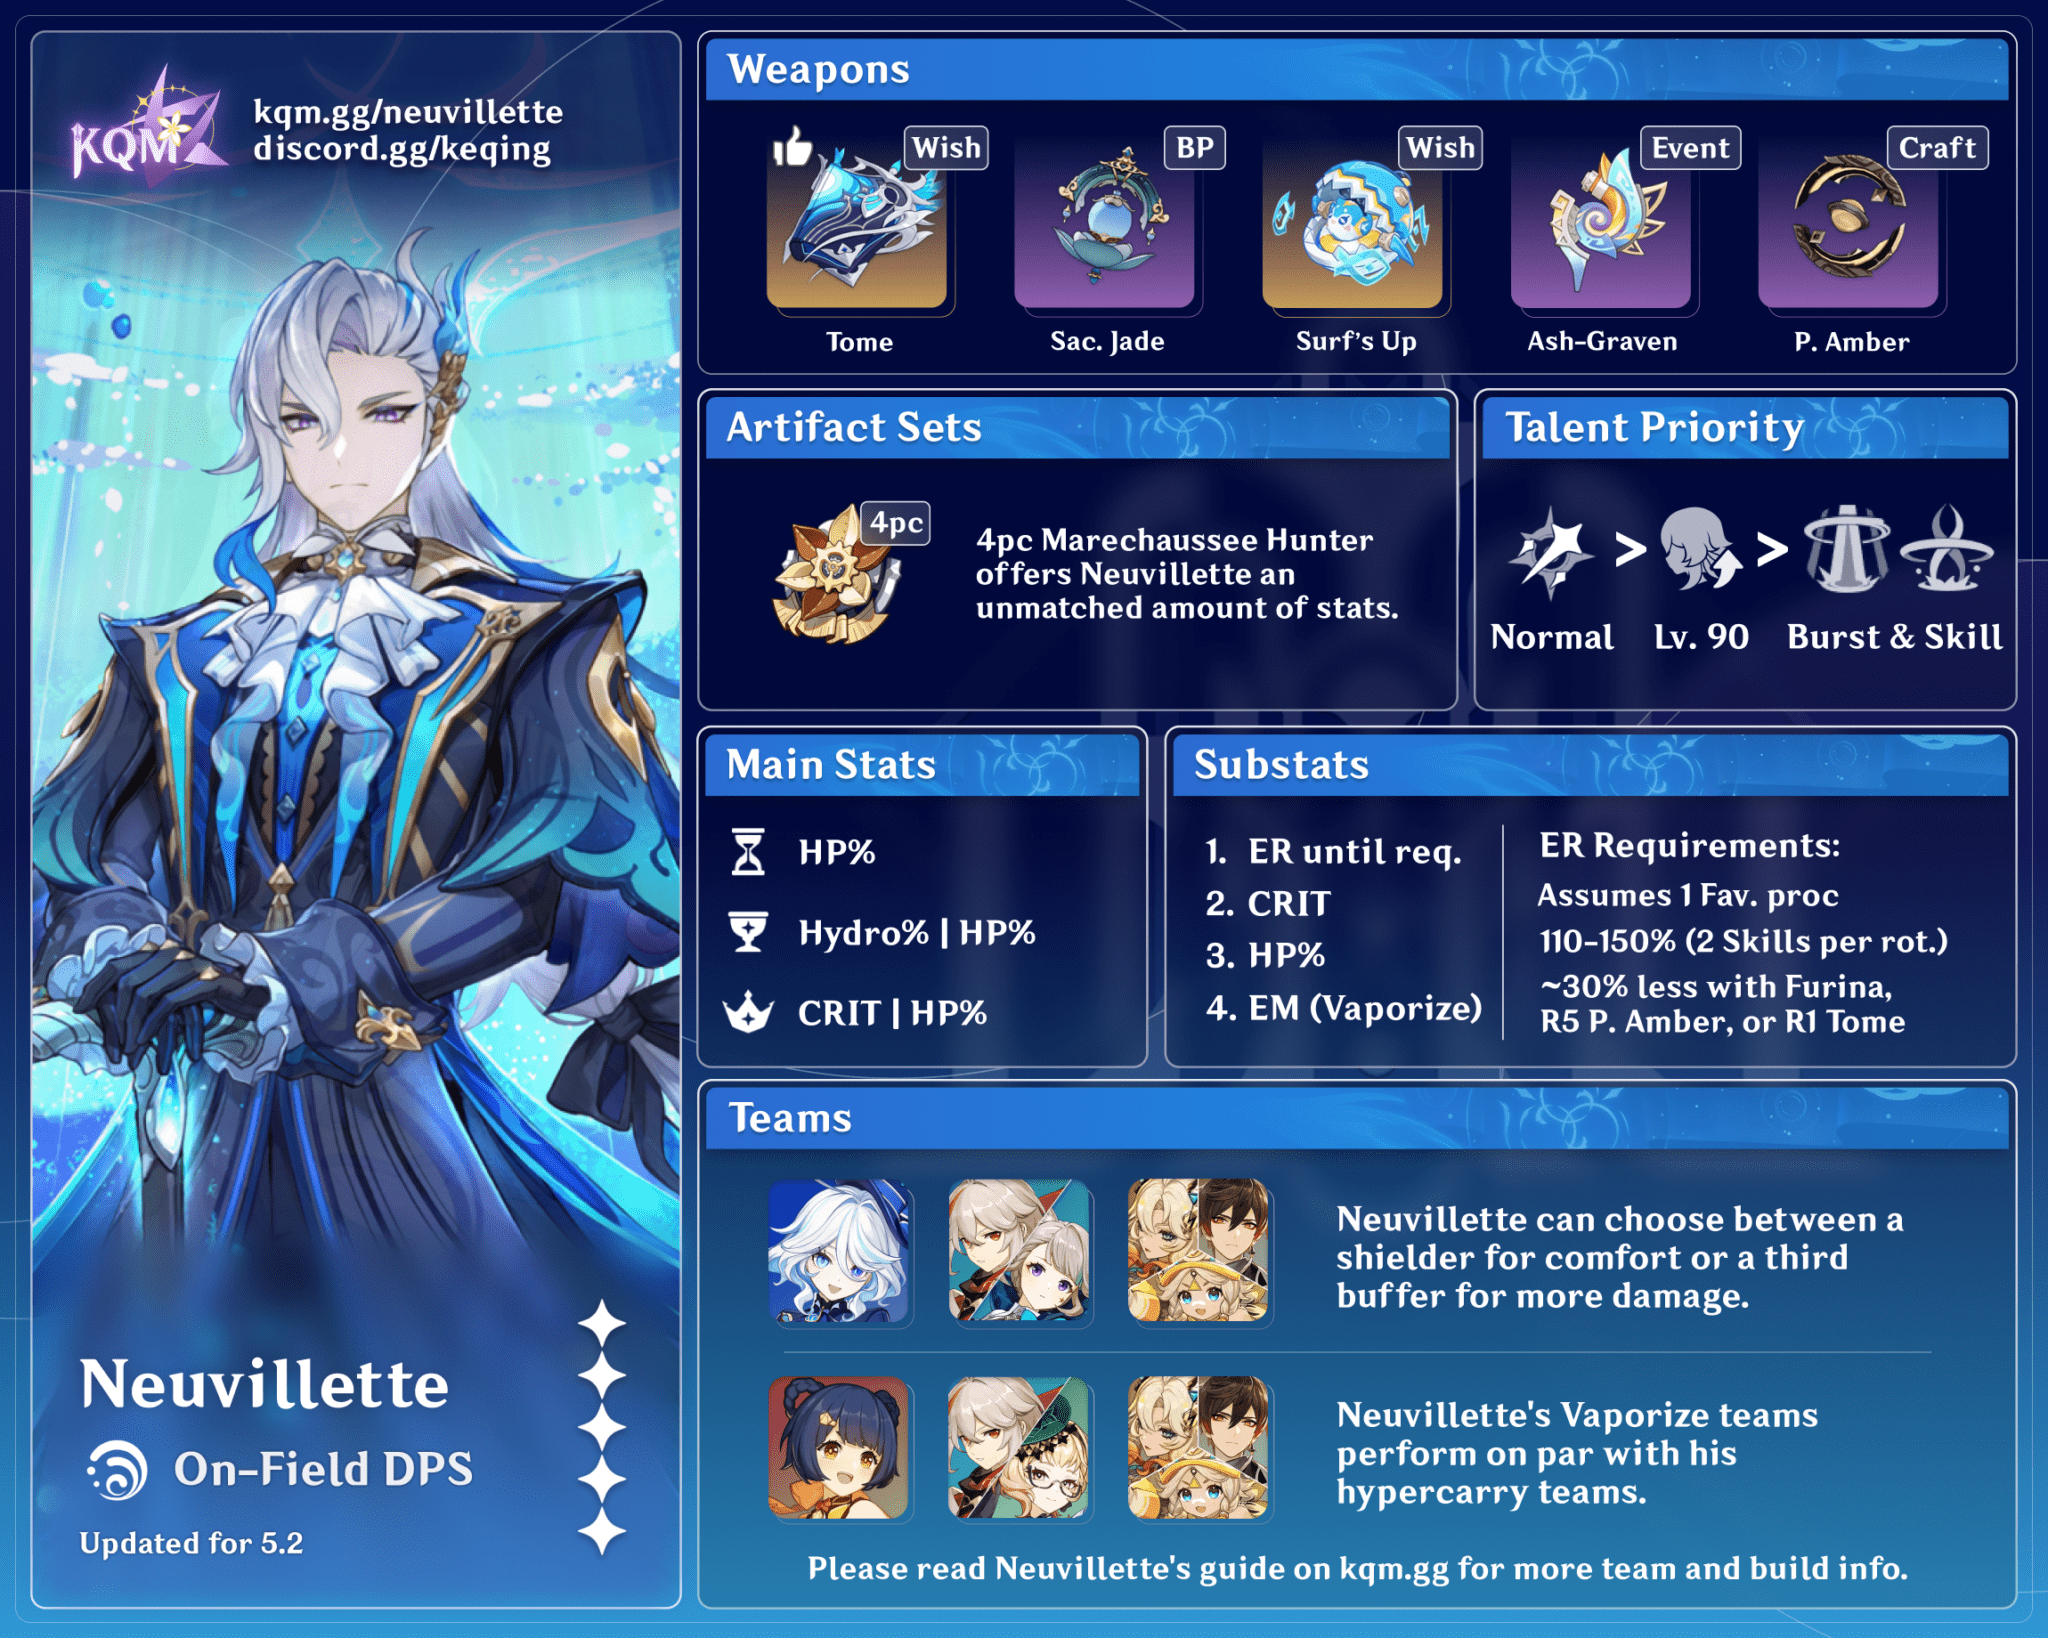 KQM
kqm.gg/neuvillette
discord.gg/keqing
Neuvillette
On-Field DPS
Updated for 5.2
Weapons
Wish
BP
Wish
Event
Craft
Tome
Sac. Jade
Surf's Up
Ash-Graven
P. Amber
Artifact Sets
4pc
4pc Marechaussee Hunter
offers Neuvillette an
unmatched amount of stats.
Talent Priority
> >
Normal
Lv. 90
Burst & Skill
Main Stats
HP%
Hydro% | HP%
CRIT | HP%
Substats
1. ER until req.
2. CRIT
3. HP%
4. EM (Vaporize)
ER Requirements:
Assumes 1 Fav. proc
110-150% (2 Skills per rot.)
~30% less with Furina,
R5 P. Amber, or R1 Tome
Teams
Neuvillette can choose between a
shielder for comfort or a third
buffer for more damage.
Neuvillette's Vaporize teams
perform on par with his
hypercarry teams.
Please read Neuvillette's guide on kqm.gg for more team and build info.